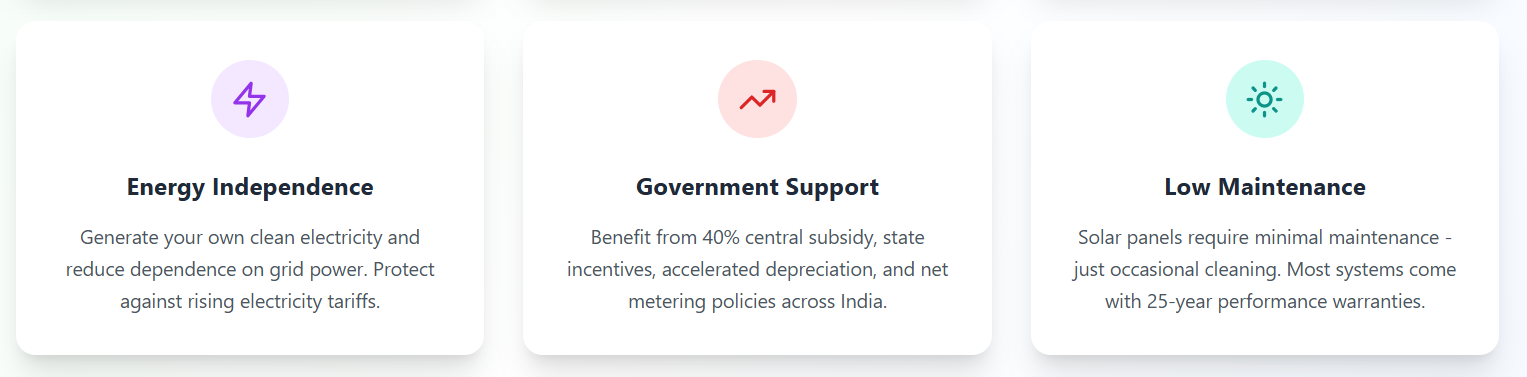 Energy Independence
Generate your own clean electricity and
reduce dependence on grid power. Protect
against rising electricity tariffs.
Government Support
Benefit from 40% central subsidy, state
incentives, accelerated depreciation, and net
metering policies across India.
Low Maintenance
Solar panels require minimal maintenance -
just occasional cleaning. Most systems come
with 25-year performance warranties.